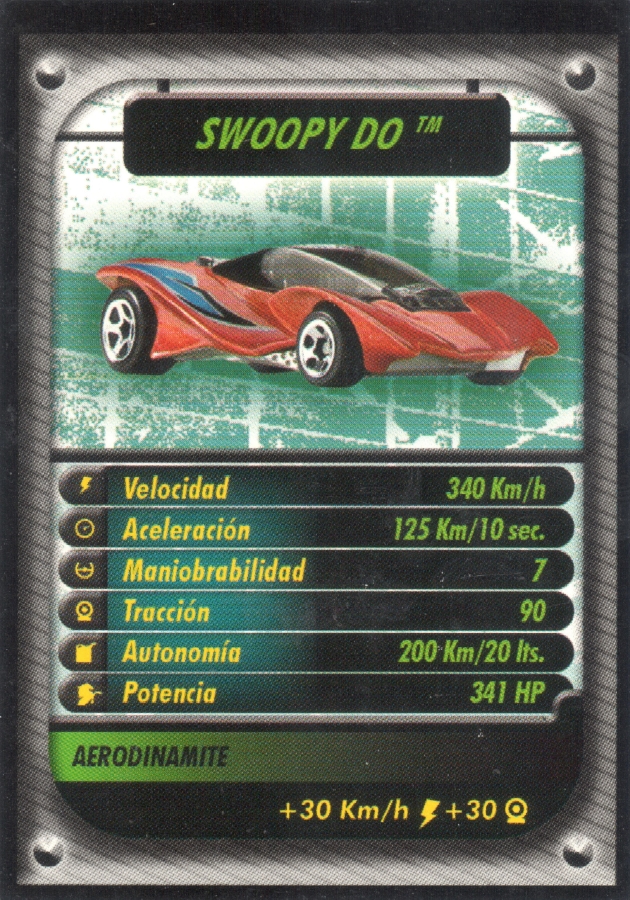 SWOOPY DO ™
Velocidad 340 Km/h
Aceleración 125 Km/10 sec.
Maniobrabilidad 7
Tracción 90
Autonomía 200 Km/20 lts.
Potencia 341 HP
AERODINAMITE
+30 Km/h +30